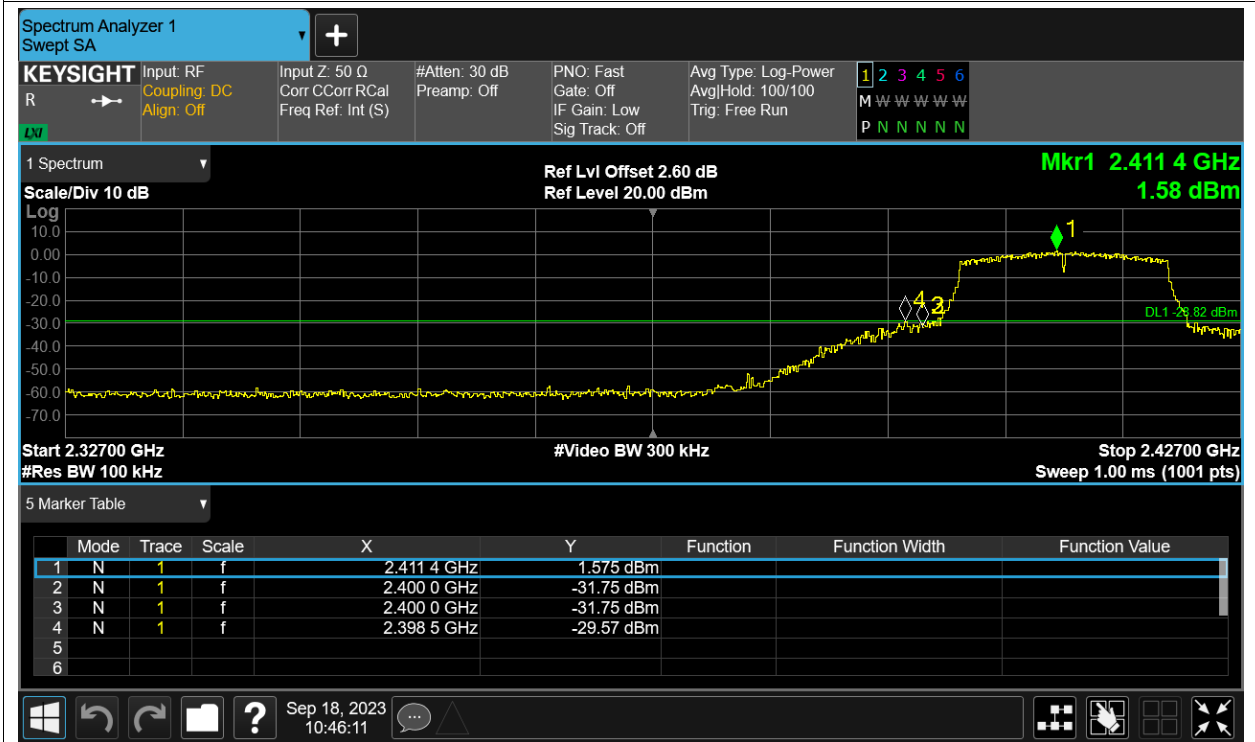 Spectrum Analyzer 1
Swept SA
+
KEYSIGHT
R
LXI
Input: RF
Coupling: DC
Align: Off
Input Z: 50 Ω
Corr CCorr RCal
Freq Ref: Int (S)
#Atten: 30 dB
Preamp: Off
PNO: Fast
Gate: Off
IF Gain: Low
Sig Track: Off
Avg Type: Log-Power
Avg|Hold: 100/100
Trig: Free Run
1 2 3 4 5 6
M W W W W W
P N N N N N
1 Spectrum
Scale/Div 10 dB
Ref Lvl Offset 2.60 dB
Ref Level 20.00 dBm
Mkr1 2.411 4 GHz
1.58 dBm
Log
10.0
0.00
-10.0
-20.0
-30.0
-40.0
-50.0
-60.0
-70.0
1
4 2
DL1 -28.82 dBm
Start 2.32700 GHz #Video BW 300 kHz Stop 2.42700 GHz
#Res BW 100 kHz Sweep 1.00 ms (1001 pts)
5 Marker Table
Mode Trace Scale X Y Function Function Width Function Value
1 N 1 f 2.411 4 GHz 1.575 dBm
2 N 1 f 2.400 0 GHz -31.75 dBm
3 N 1 f 2.400 0 GHz -31.75 dBm
4 N 1 f 2.398 5 GHz -29.57 dBm
5
6
? Sep 18, 2023
10:46:11